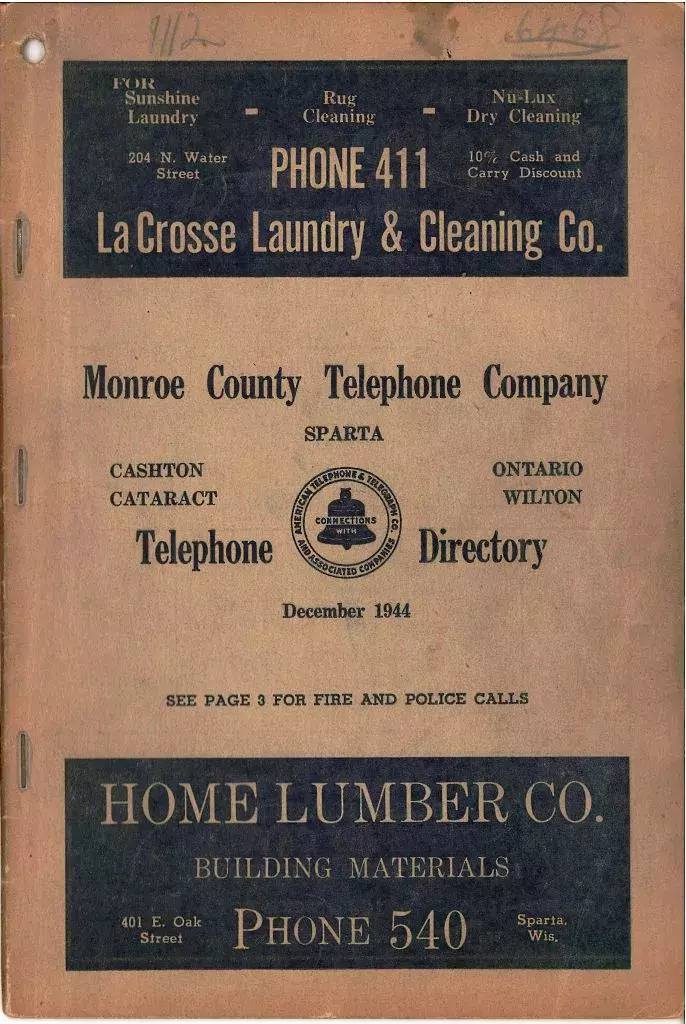 9112 6468
FOR
Sunshine Laundry - Rug Cleaning - Nu-Lux Dry Cleaning
204 N. Water Street
PHONE 411
10% Cash and Carry Discount
La Crosse Laundry & Cleaning Co.
Monroe County Telephone Company
SPARTA
CASHTON ONTARIO
CATARACT WILTON
AMERICAN TELEPHONE & TELEGRAPH CO.
AND ASSOCIATED COMPANIES
CONNECTIONS
WITH
Telephone Directory
December 1944
SEE PAGE 3 FOR FIRE AND POLICE CALLS
HOME LUMBER CO.
BUILDING MATERIALS
401 E. Oak Street
PHONE 540
Sparta, Wis.